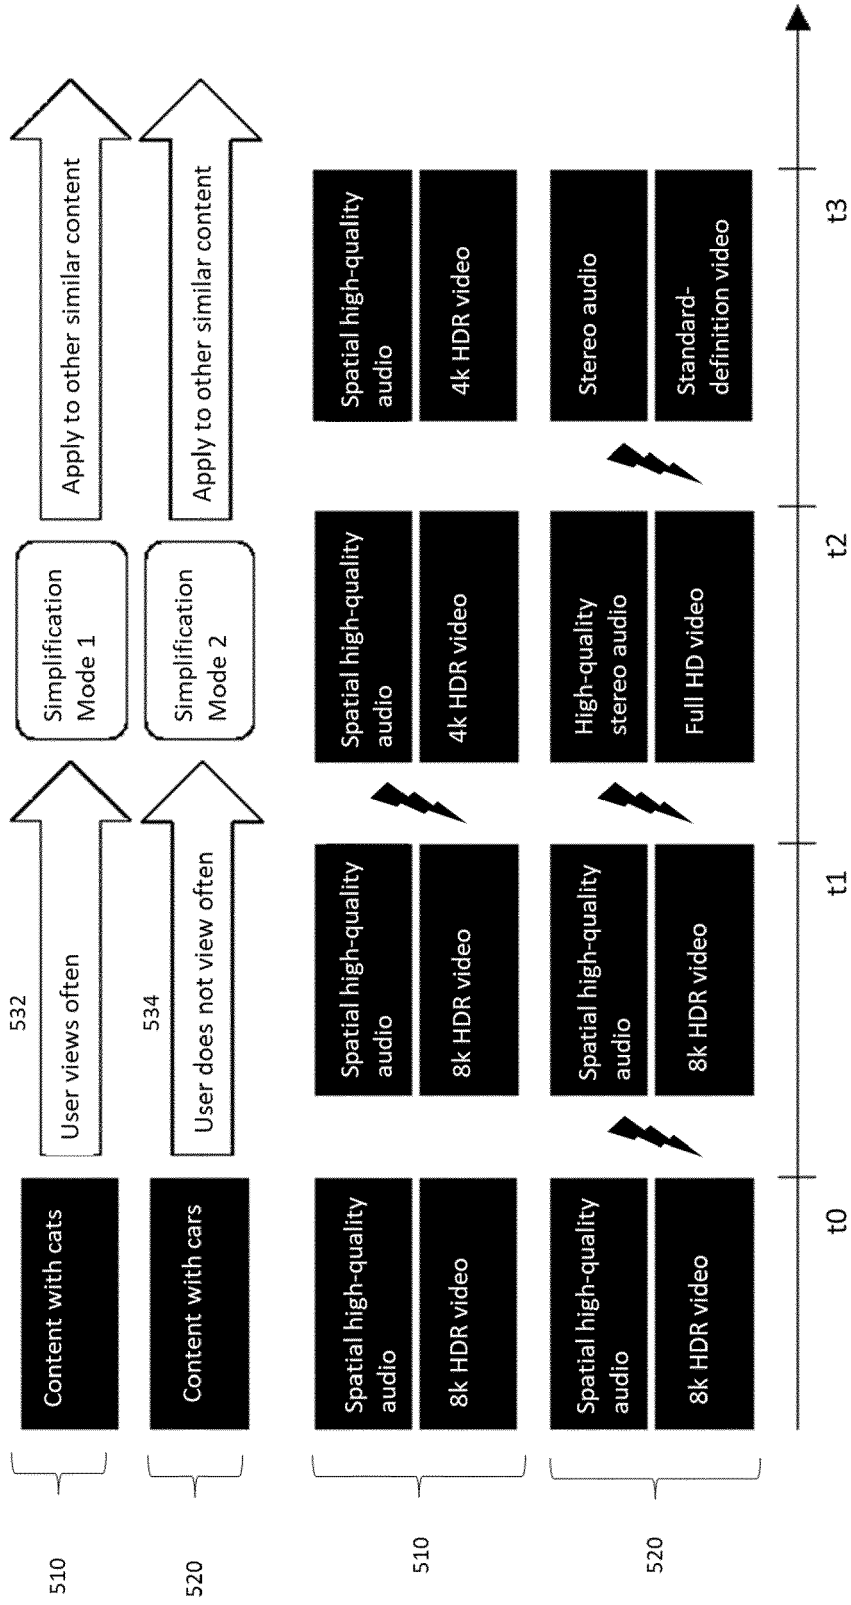 510
Content with cats
532
User views often
Simplification
Mode 1
Apply to other similar content
520
Content with cars
534
User does not view often
Simplification
Mode 2
Apply to other similar content
510
Spatial high-quality
audio
8k HDR video
Spatial high-quality
audio
8k HDR video
Spatial high-quality
audio
4k HDR video
Spatial high-quality
audio
4k HDR video
520
Spatial high-quality
audio
8k HDR video
Spatial high-quality
audio
8k HDR video
High-quality
stereo audio
Full HD video
Stereo audio
Standard-
definition video
t0
t1
t2
t3